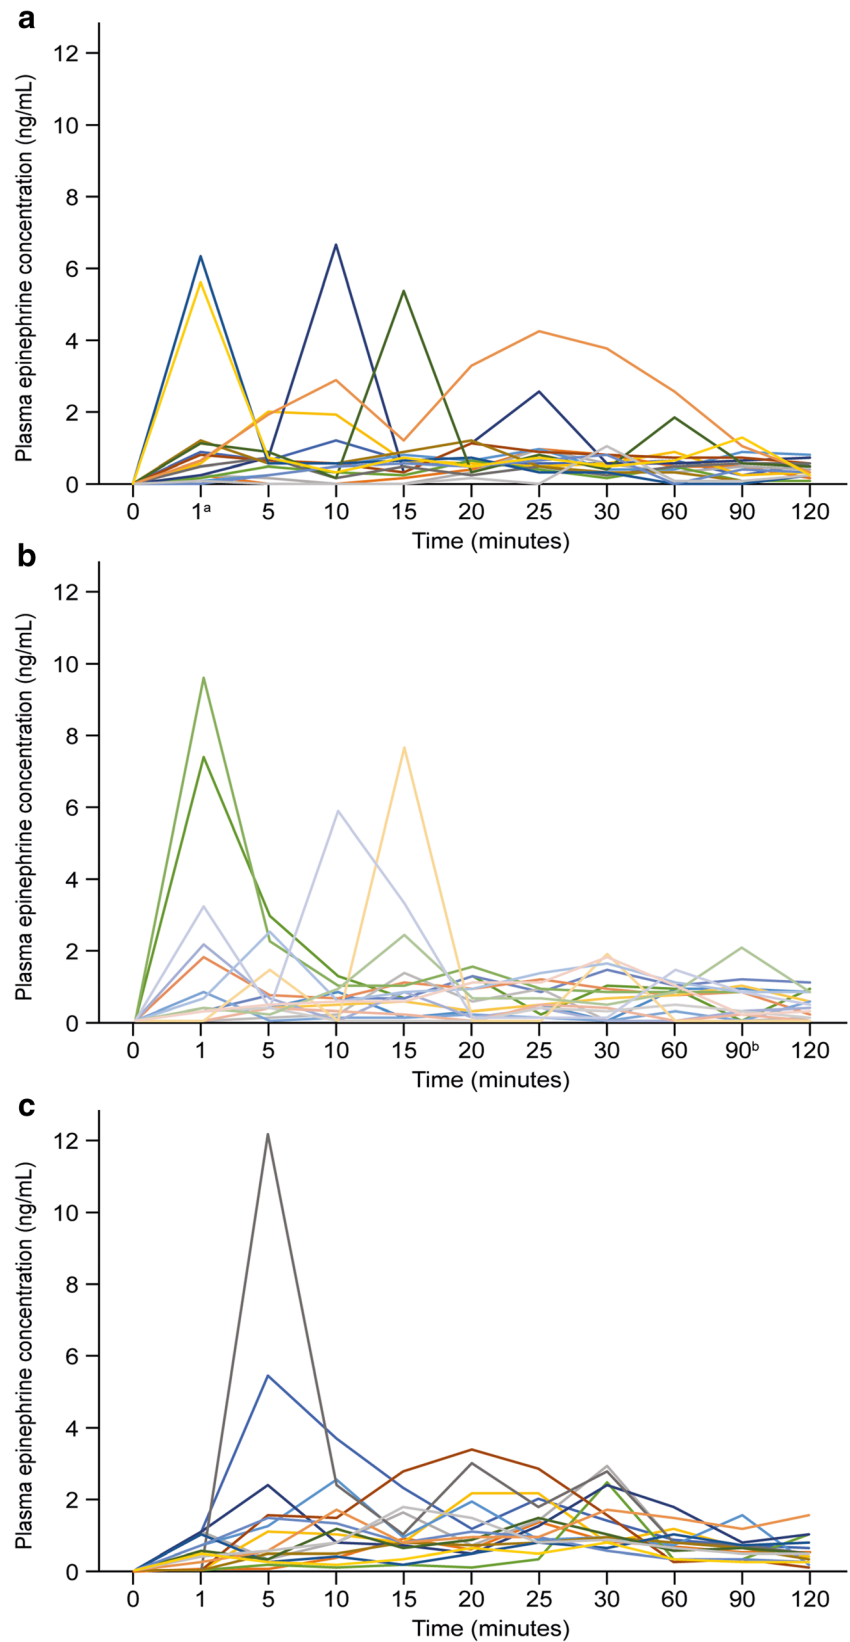 a
Plasma epinephrine concentration (ng/mL)
12
10
8
6
4
2
0
0 1ᵃ 5 10 15 20 25 30 60 90 120
Time (minutes)
b
Plasma epinephrine concentration (ng/mL)
12
10
8
6
4
2
0
0 1 5 10 15 20 25 30 60 90ᵇ 120
Time (minutes)
c
Plasma epinephrine concentration (ng/mL)
12
10
8
6
4
2
0
0 1 5 10 15 20 25 30 60 90 120
Time (minutes)